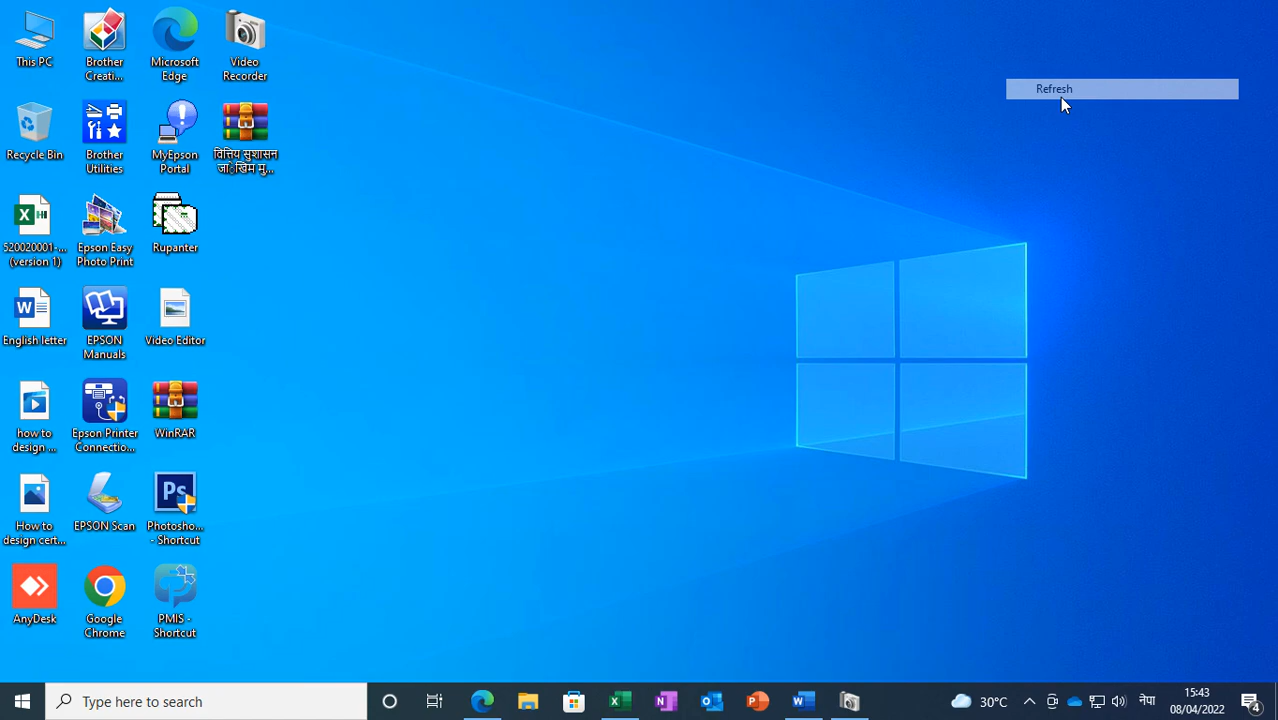 Refresh
This PC
Brother
Creati...
Microsoft
Edge
Video
Recorder
Recycle Bin
Brother
Utilities
MyEpson
Portal
वित्तिय सुशासन
जाेखिम मु...
X
HI
620020001-...
(version 1)
Epson Easy
Photo Print
Rupanter
W
English letter
EPSON
Manuals
Video Editor
how to
design ...
Epson Printer
Connectio...
WinRAR
How to
design cert...
EPSON Scan
Ps
Photosho...
- Shortcut
AnyDesk
Google
Chrome
PMIS -
Shortcut
Type here to search
30°C
नेपा
15:43
08/04/2022
4